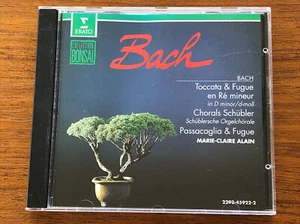 ERATO
COLLECTION
BONSAI
Bach
BACH
Toccata & Fugue
en Ré mineur
in D minor/d-moll
Chorals Schübler
Schüblersche Orgelchoräle
Passacaglia & Fugue
MARIE-CLAIRE ALAIN
2292-45922-2